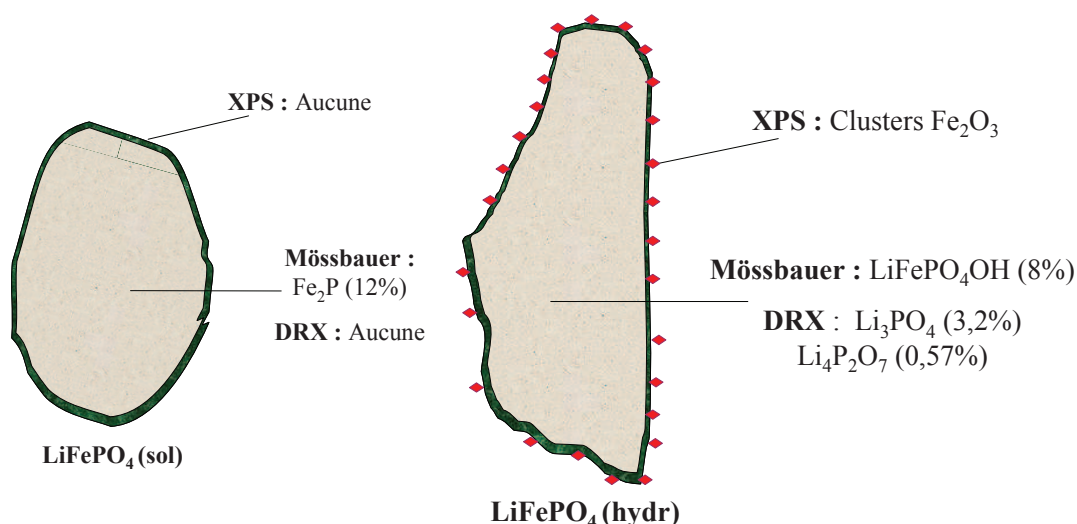 XPS : Aucune
Mössbauer :
Fe₂P (12%)
DRX : Aucune
LiFePO₄ (sol)
XPS : Clusters Fe₂O₃
Mössbauer : LiFePO₄OH (8%)
DRX : Li₃PO₄ (3,2%)
Li₄P₂O₇ (0,57%)
LiFePO₄ (hydr)